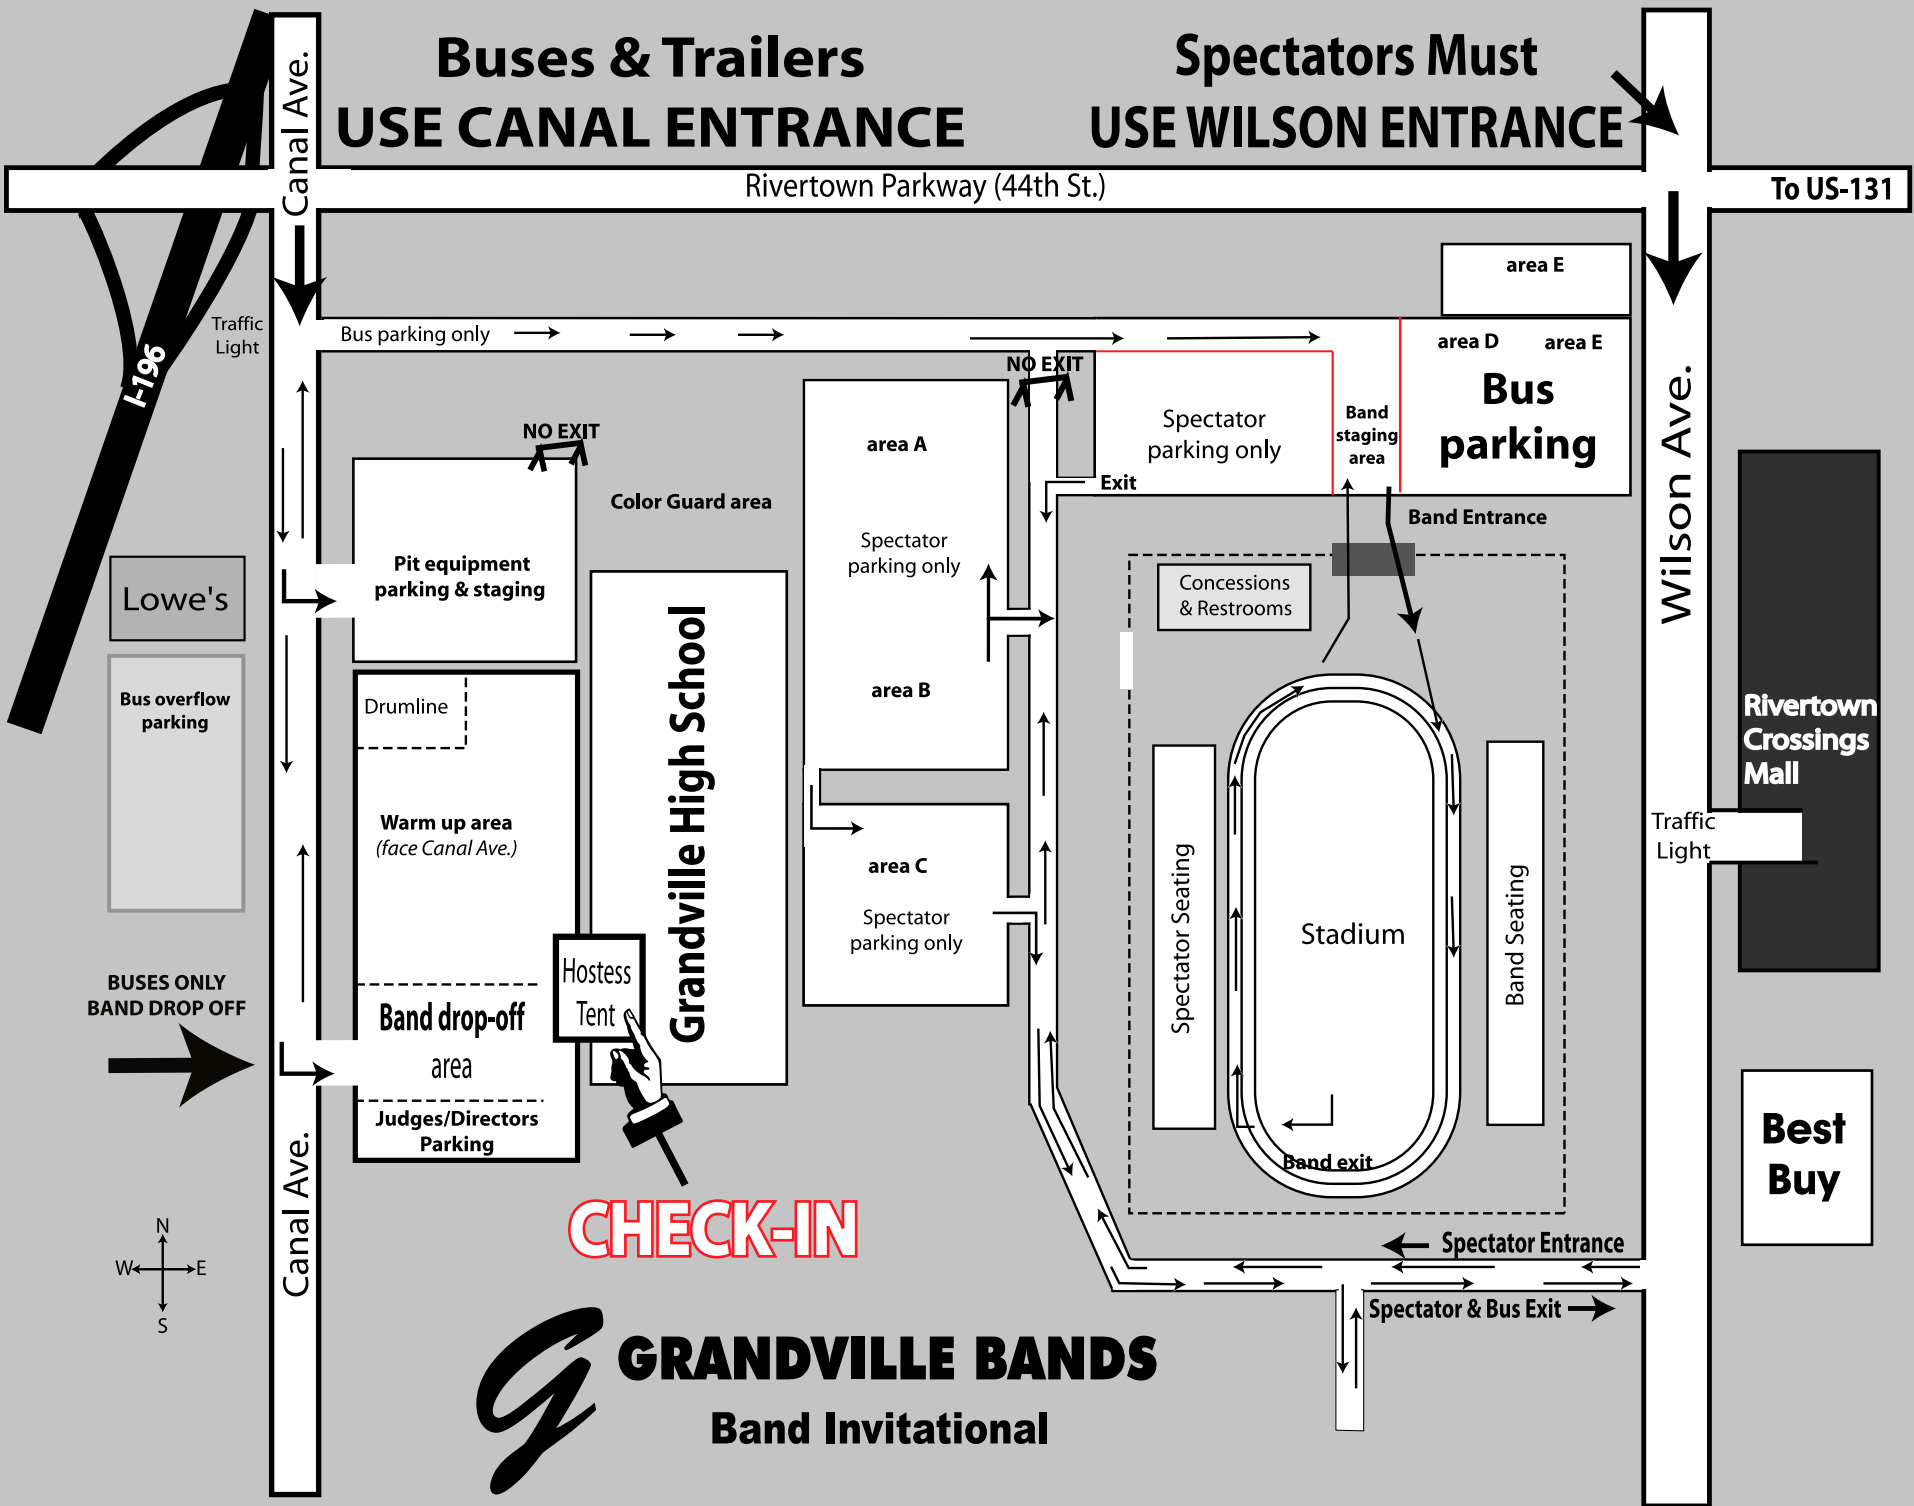 Canal Ave.
Buses & Trailers
USE CANAL ENTRANCE
Spectators Must
USE WILSON ENTRANCE
Rivertown Parkway (44th St.)
To US-131
I-196
Traffic
Light
Bus parking only
area E
area D
area E
Bus
parking
NO EXIT
NO EXIT
Spectator
parking only
Band
staging
area
Exit
Band Entrance
Wilson Ave.
area A
Color Guard area
Spectator
parking only
area B
Pit equipment
parking & staging
Lowe's
Bus overflow
parking
Drumline
Warm up area
(face Canal Ave.)
Grandville High School
Concessions
& Restrooms
Rivertown
Crossings
Mall
Traffic
Light
area C
Spectator
parking only
Spectator Seating
Stadium
Band Seating
Hostess
Tent
BUSES ONLY
BAND DROP OFF
Band drop-off
area
Judges/Directors
Parking
Band exit
Best
Buy
Canal Ave.
CHECK-IN
N
W
E
S
Spectator Entrance
Spectator & Bus Exit
G
GRANDVILLE BANDS
Band Invitational